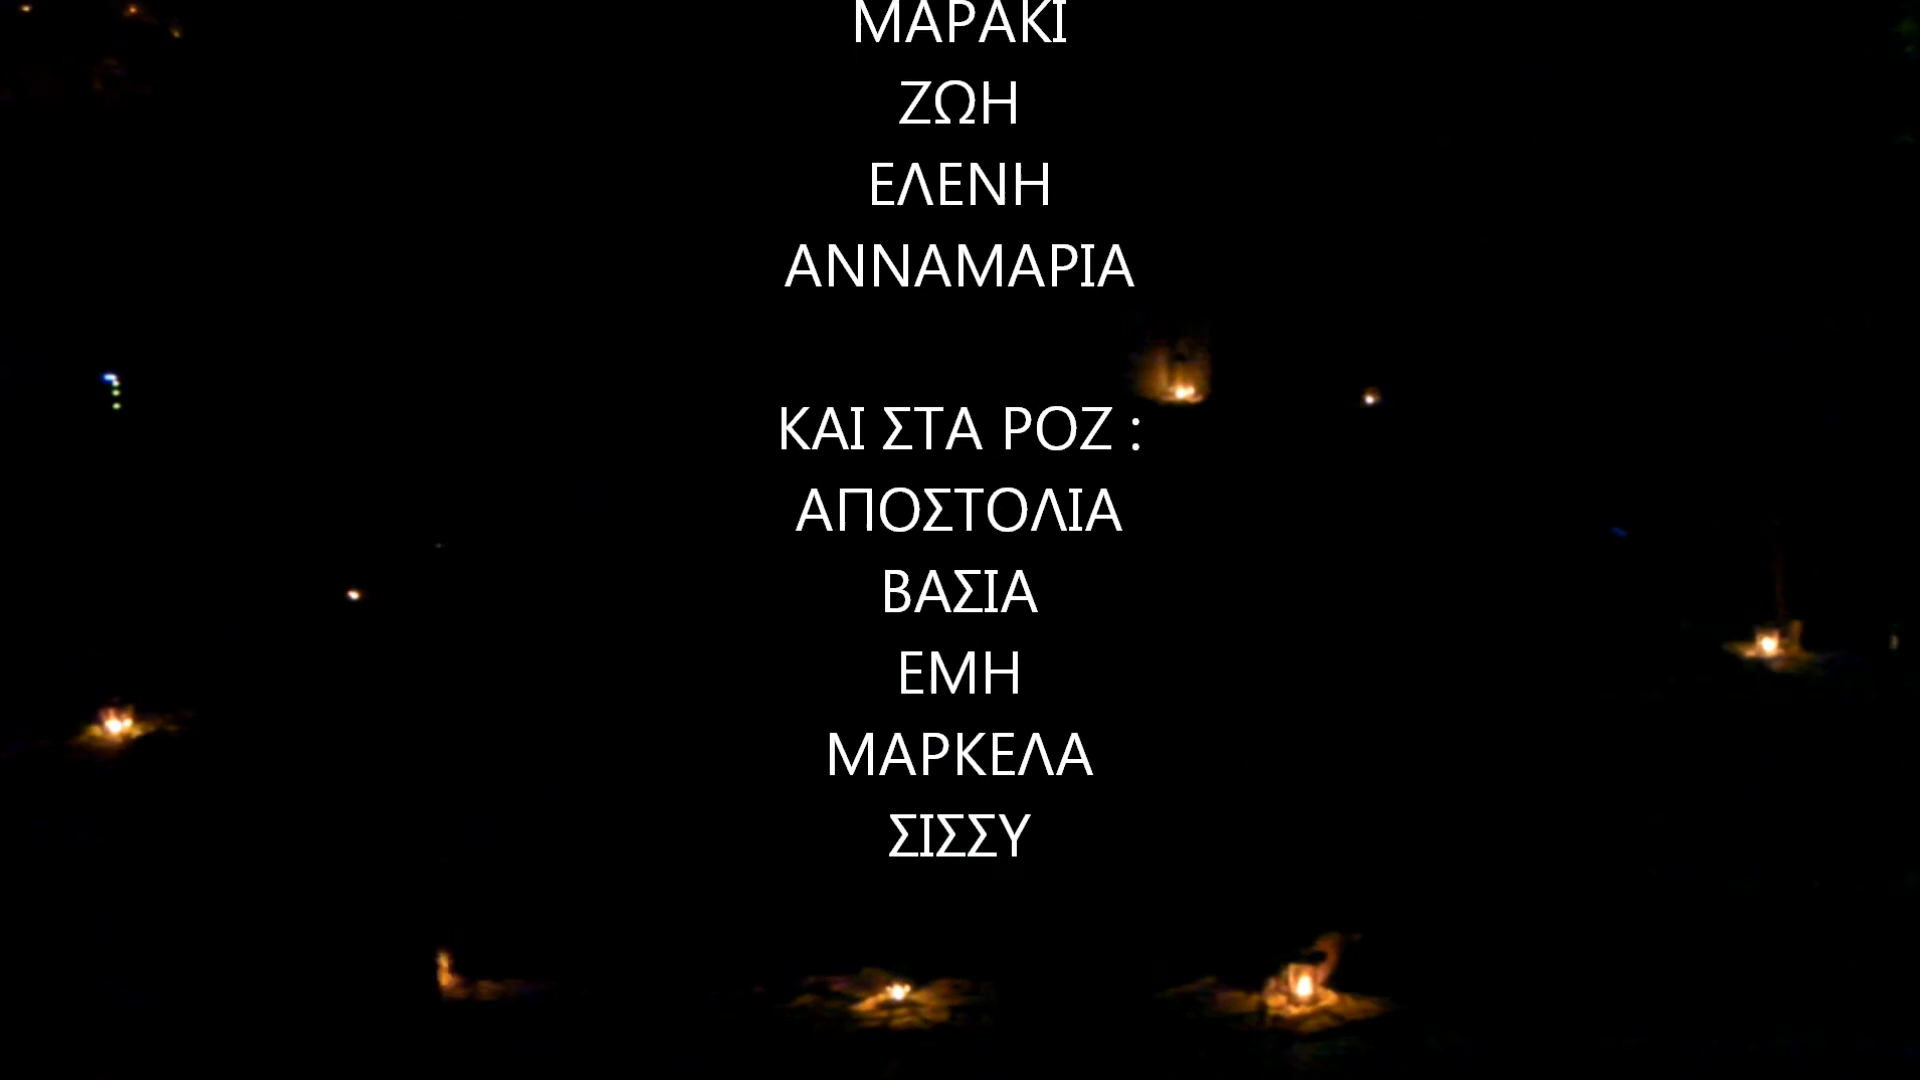 ΜΑΡΑΚΙ
ΖΩΗ
ΕΛΕΝΗ
ΑΝΝΑΜΑΡΙΑ
ΚΑΙ ΣΤΑ ΡΟΖ :
ΑΠΟΣΤΟΛΙΑ
ΒΑΣΙΑ
ΕΜΗ
ΜΑΡΚΕΛΑ
ΣΙΣΣΥ